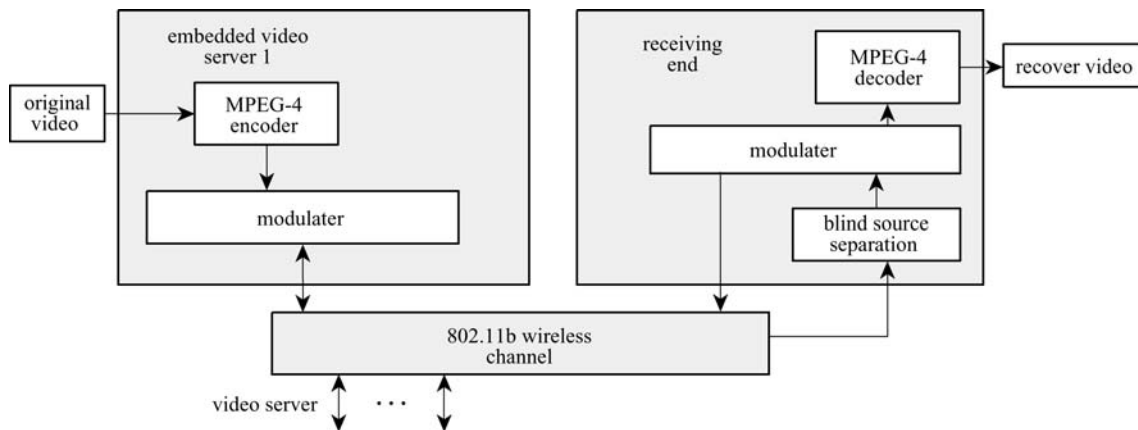 embedded video
server 1
original
video
MPEG-4
encoder
modulater
receiving
end
MPEG-4
decoder
recover video
modulater
blind source
separation
802.11b wireless
channel
video server
. . .